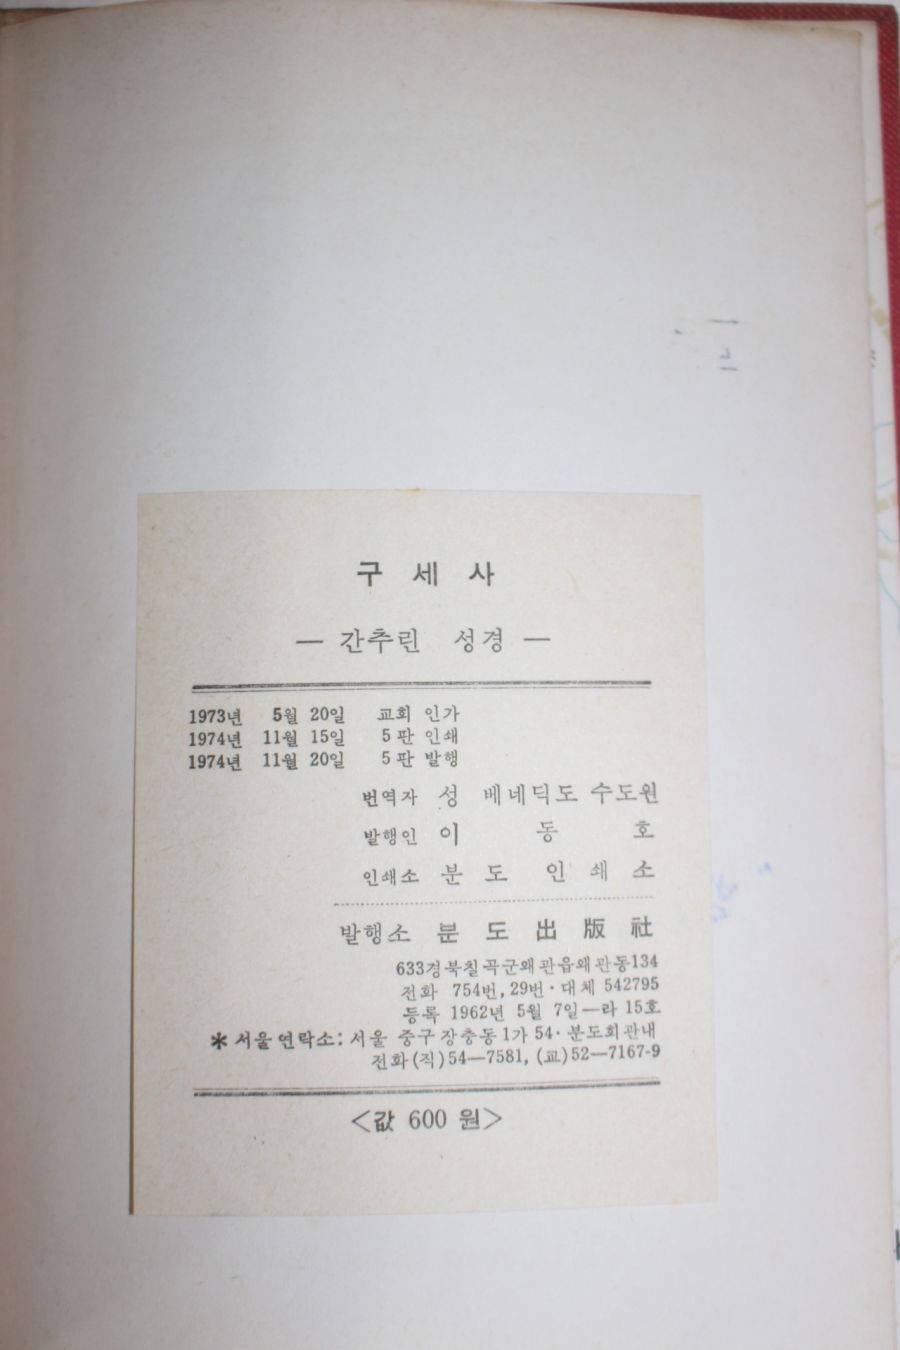 구 세 사
— 간추린 성경 —
1973년 5월 20일 교회 인가
1974년 11월 15일 5 판 인쇄
1974년 11월 20일 5 판 발행
번역자 성 베네딕도 수도원
발행인 이 동 호
인쇄소 분 도 인 쇄 소
발행소 분 도 出 版 社
633경북칠곡군왜관읍왜관동134
전화 754번, 29번·대체 542795
등록 1962년 5월 7일—라 15호
* 서울연락소: 서울 중구장충동1가 54·분도회관내
전화(직)54—7581, (교)52—7167-9
<값 600 원>